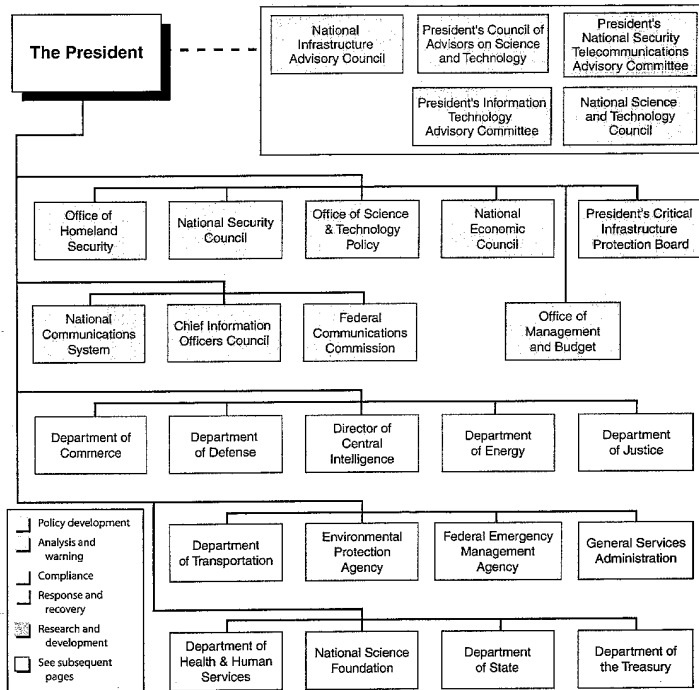 The President
National
Infrastructure
Advisory Council
President's Council of
Advisors on Science
and Technology
President's
National Security
Telecommunications
Advisory Committee
President's Information
Technology
Advisory Committee
National Science
and Technology
Council
Office of
Homeland
Security
National Security
Council
Office of Science
& Technology
Policy
National
Economic
Council
President's Critical
Infrastructure
Protection Board
National
Communications
System
Chief Information
Officers Council
Federal
Communications
Commission
Office of
Management
and Budget
Department of
Commerce
Department
of Defense
Director of
Central
Intelligence
Department
of Energy
Department
of Justice
Department
of Transportation
Environmental
Protection
Agency
Federal Emergency
Management
Agency
General Services
Administration
Department of
Health & Human
Services
National Science
Foundation
Department
of State
Department of
the Treasury
Policy development
Analysis and
warning
Compliance
Response and
recovery
Research and
development
See subsequent
pages